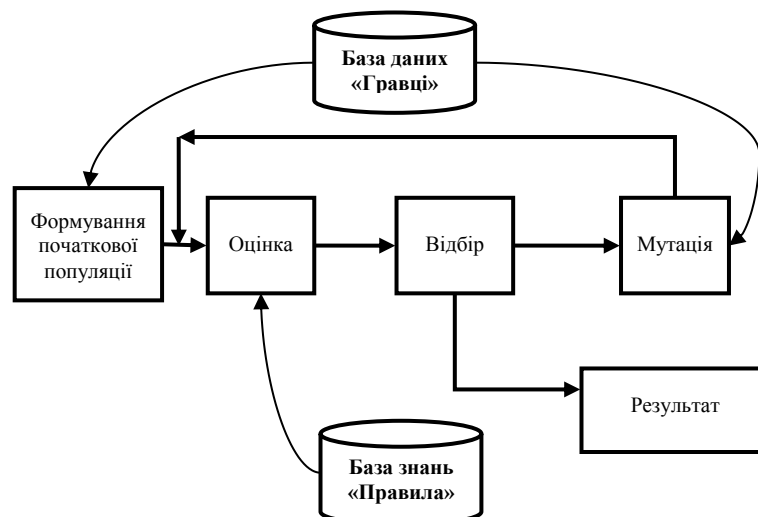 База даних
«Гравці»
Формування
початкової
популяції
Оцінка
Відбір
Мутація
Результат
База знань
«Правила»